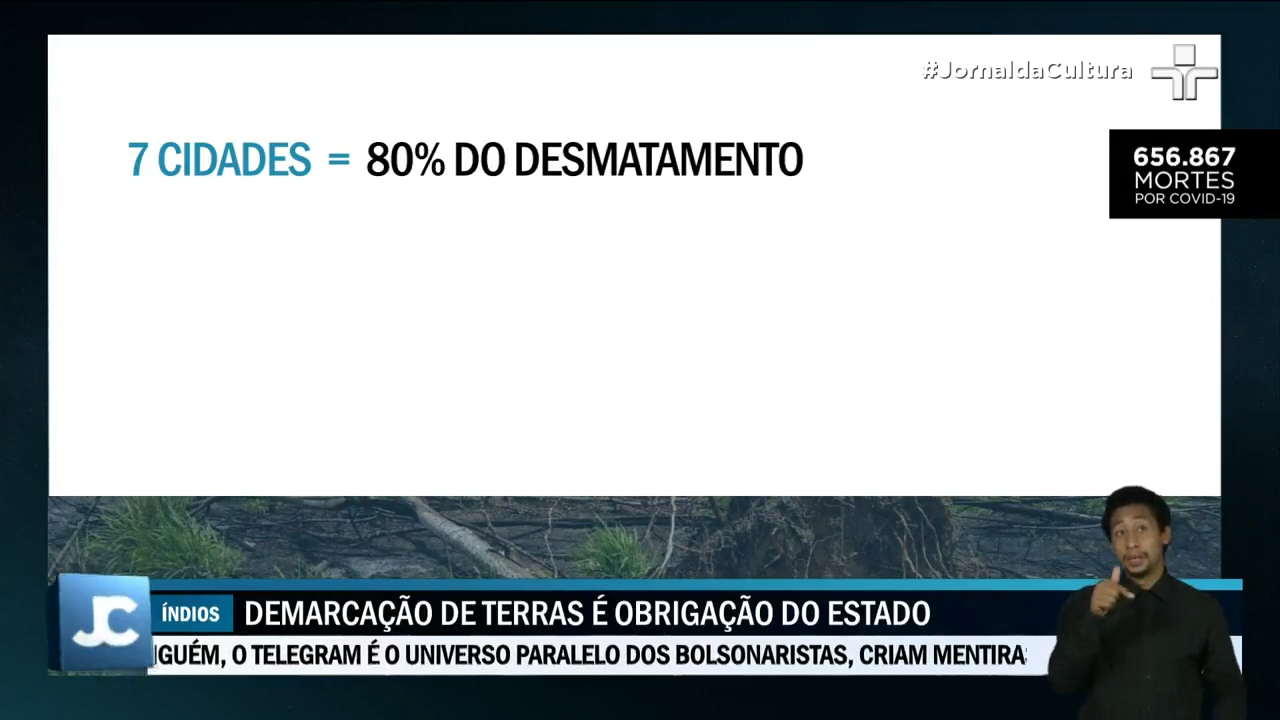 #JornaldaCultura
7 CIDADES = 80% DO DESMATAMENTO
656.867
MORTES
POR COVID-19
JC
ÍNDIOS
DEMARCAÇÃO DE TERRAS É OBRIGAÇÃO DO ESTADO
IGUÉM, O TELEGRAM É O UNIVERSO PARALELO DOS BOLSONARISTAS, CRIAM MENTIRA